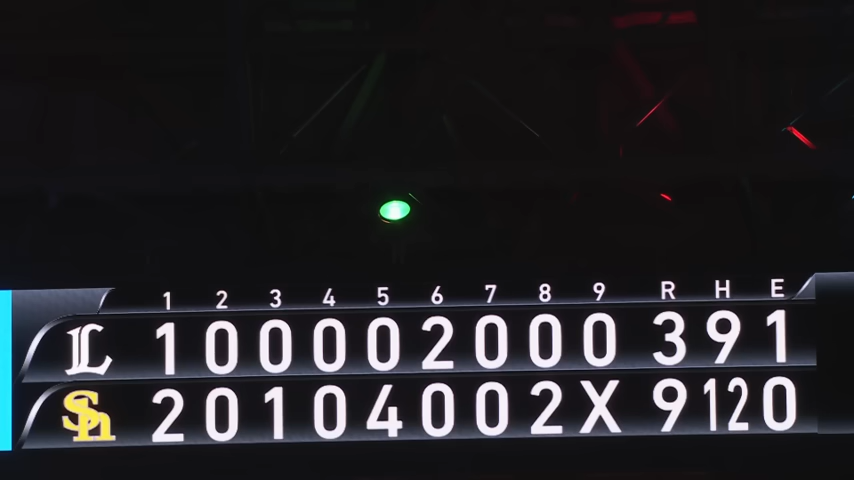 1 2 3 4 5 6 7 8 9 R H E
L 1 0 0 0 0 2 0 0 0 3 9 1
Sh 2 0 1 0 4 0 0 2 X 9 12 0